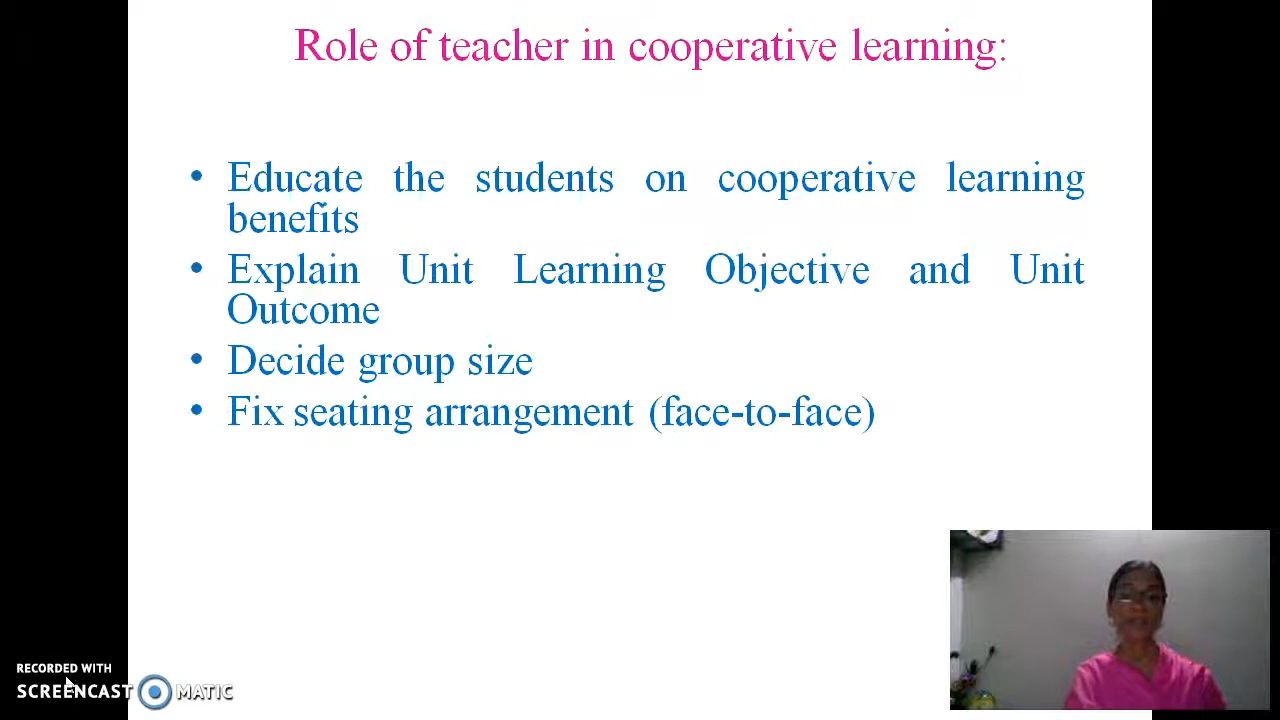 Role of teacher in cooperative learning:
• Educate the students on cooperative learning
benefits
• Explain Unit Learning Objective and Unit
Outcome
• Decide group size
• Fix seating arrangement (face-to-face)
RECORDED WITH
SCREENCAST MATIC